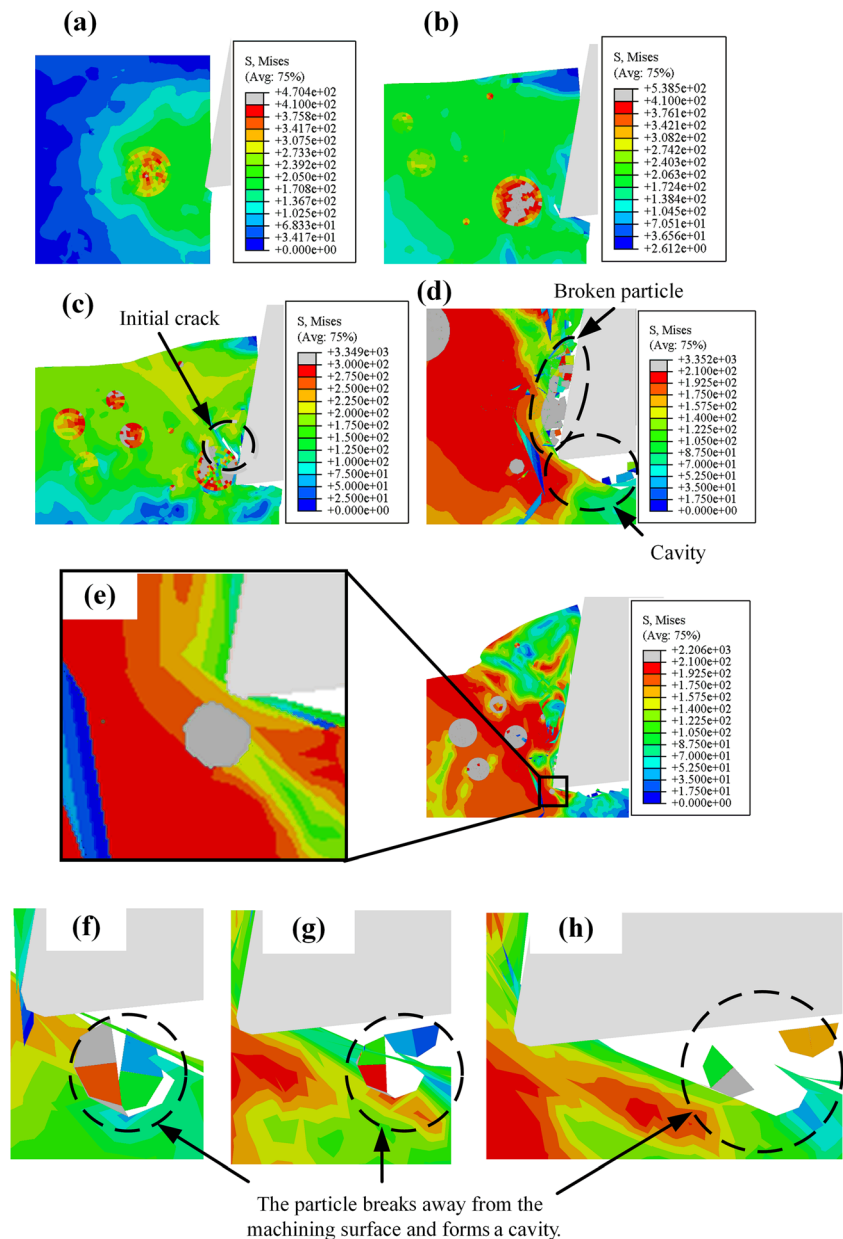 (a)
S, Mises
(Avg: 75%)
+4.704e+02
+4.100e+02
+3.758e+02
+3.417e+02
+3.075e+02
+2.733e+02
+2.392e+02
+2.050e+02
+1.708e+02
+1.367e+02
+1.025e+02
+6.833e+01
+3.417e+01
+0.000e+00
(b)
S, Mises
(Avg: 75%)
+5.385e+02
+4.100e+02
+3.761e+02
+3.421e+02
+3.082e+02
+2.742e+02
+2.403e+02
+2.063e+02
+1.724e+02
+1.384e+02
+1.045e+02
+7.051e+01
+3.656e+01
+2.612e+00
(c)
Initial crack
S, Mises
(Avg: 75%)
+3.349e+03
+3.000e+02
+2.750e+02
+2.500e+02
+2.250e+02
+2.000e+02
+1.750e+02
+1.500e+02
+1.250e+02
+1.000e+02
+7.500e+01
+5.000e+01
+2.500e+01
+0.000e+00
(d)
Broken particle
S, Mises
(Avg: 75%)
+3.352e+03
+2.100e+02
+1.925e+02
+1.750e+02
+1.575e+02
+1.400e+02
+1.225e+02
+1.050e+02
+8.750e+01
+7.000e+01
+5.250e+01
+3.500e+01
+1.750e+01
+0.000e+00
Cavity
(e)
S, Mises
(Avg: 75%)
+2.206e+03
+2.100e+02
+1.925e+02
+1.750e+02
+1.575e+02
+1.400e+02
+1.225e+02
+1.050e+02
+8.750e+01
+7.000e+01
+5.250e+01
+3.500e+01
+1.750e+01
+0.000e+00
(f)
(g)
(h)
The particle breaks away from the
machining surface and forms a cavity.